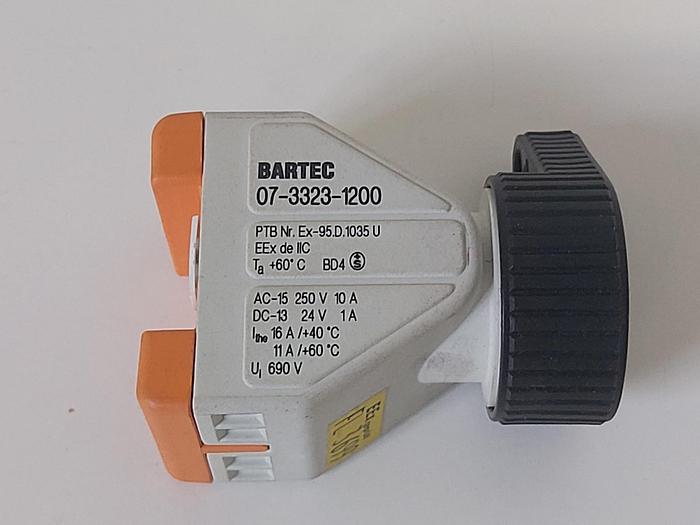 BARTEC
07-3323-1200
PTB Nr. Ex-95.D.1035 U
EEx de IIC
Ta +60° C BD4
AC-15 250 V 10 A
DC-13 24 V 1 A
Ithe 16 A /+40 °C
11 A /+60 °C
Ui 690 V